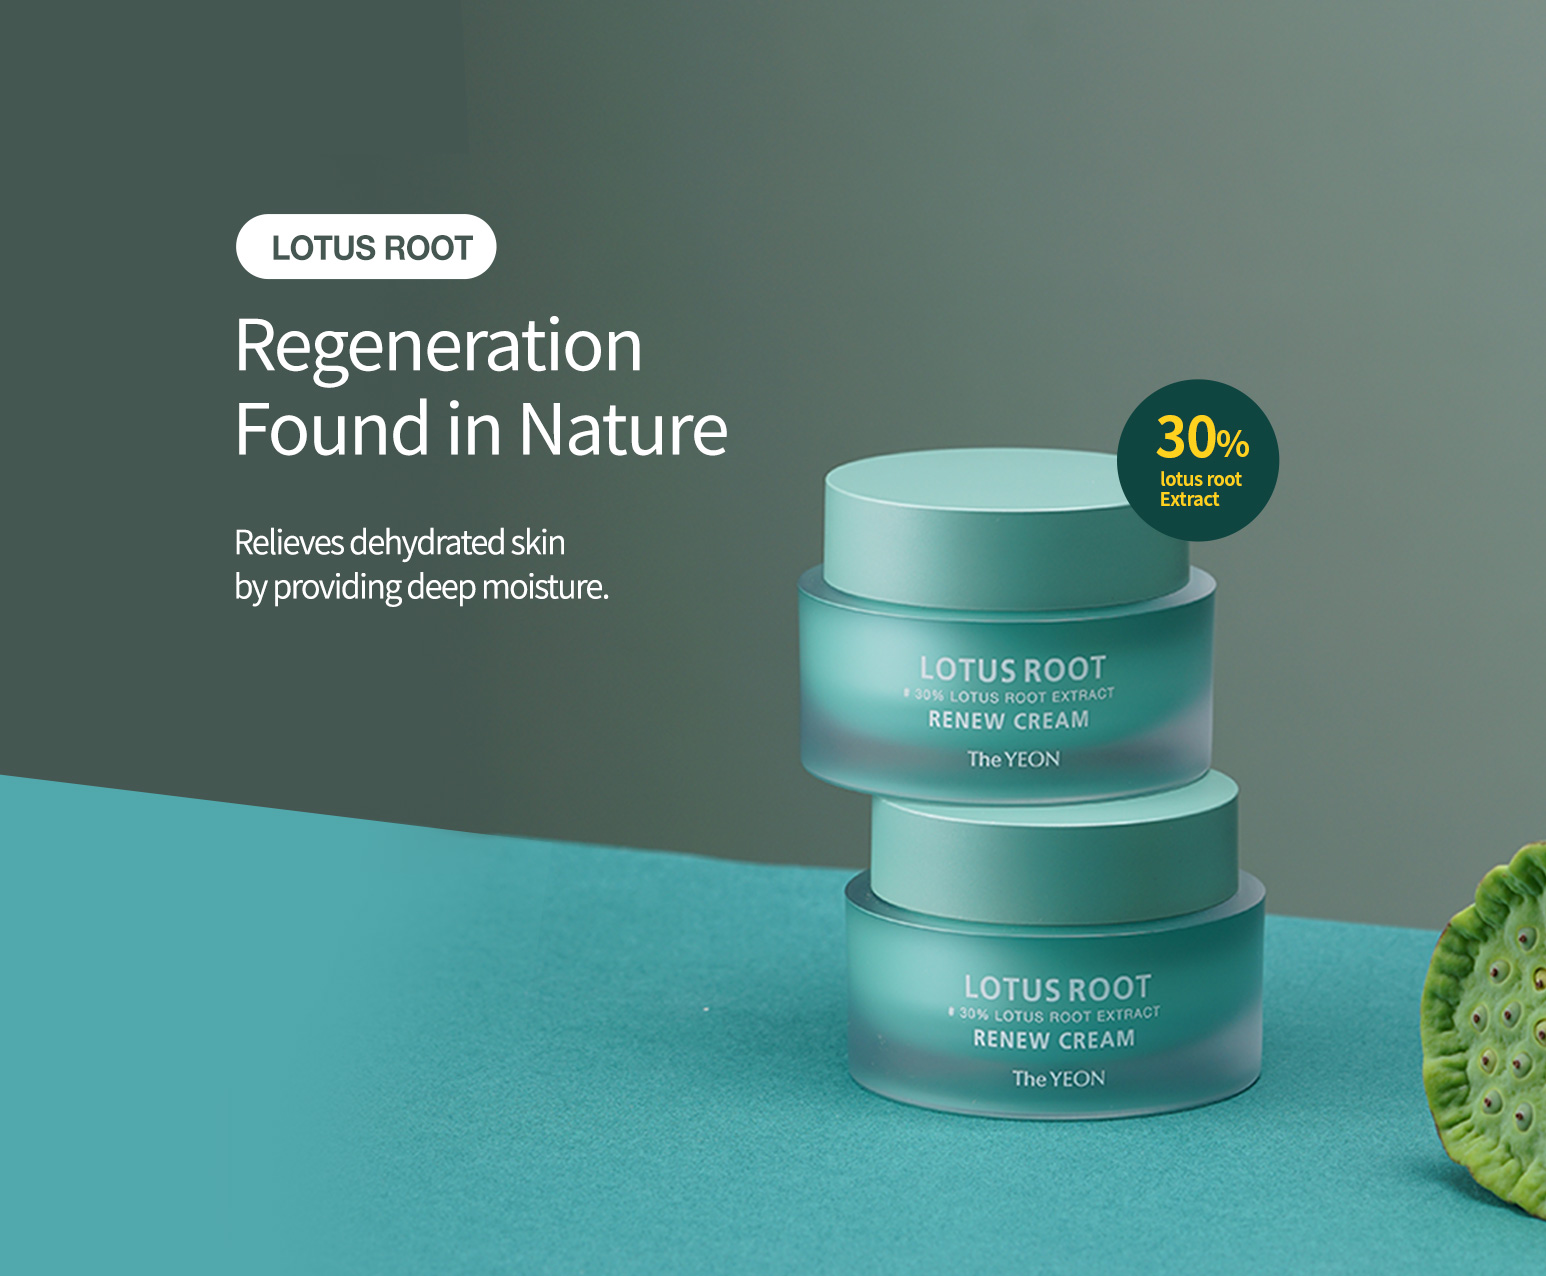 LOTUS ROOT
Regeneration
Found in Nature
Relieves dehydrated skin
by providing deep moisture.
30%
lotus root
Extract
LOTUS ROOT
# 30% LOTUS ROOT EXTRACT
RENEW CREAM
The YEON
LOTUS ROOT
# 30% LOTUS ROOT EXTRACT
RENEW CREAM
The YEON